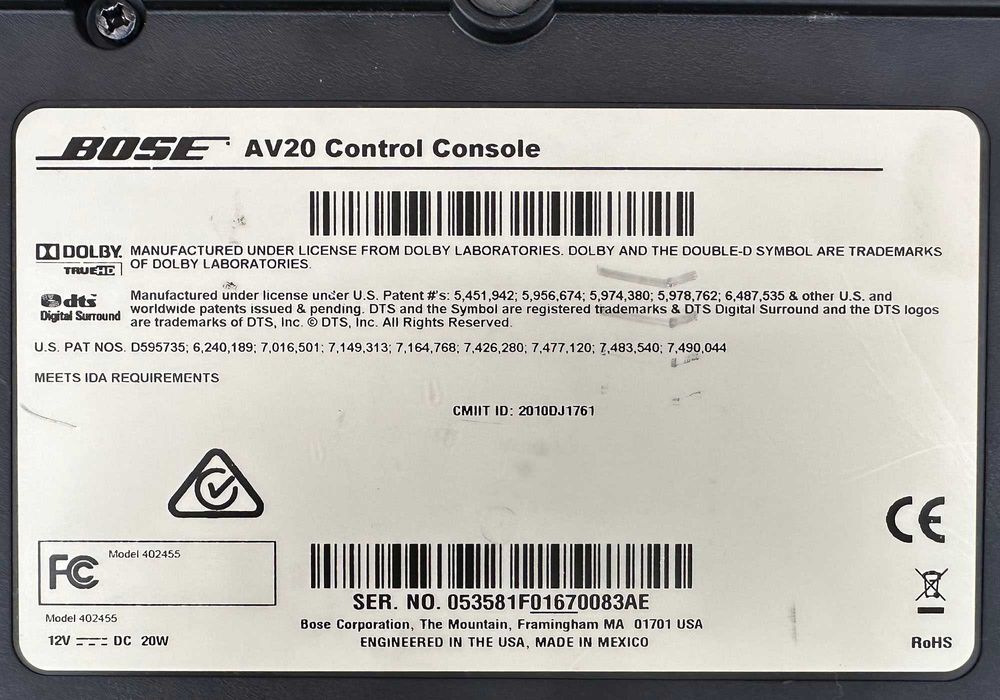 BOSE AV20 Control Console
DOLBY. MANUFACTURED UNDER LICENSE FROM DOLBY LABORATORIES. DOLBY AND THE DOUBLE-D SYMBOL ARE TRADEMARKS
TRUEHD OF DOLBY LABORATORIES.
dts Manufactured under license under U.S. Patent #'s: 5,451,942; 5,956,674; 5,974,380; 5,978,762; 6,487,535 & other U.S. and
Digital Surround worldwide patents issued & pending. DTS and the Symbol are registered trademarks & DTS Digital Surround and the DTS logos
are trademarks of DTS, Inc. © DTS, Inc. All Rights Reserved.
U.S. PAT NOS. D595735; 6,240,189; 7,016,501; 7,149,313; 7,164,768; 7,426,280; 7,477,120; 7,483,540; 7,490,044
MEETS IDA REQUIREMENTS
CMIIT ID: 2010DJ1761
CE
FC Model 402455
SER. NO. 053581F01670083AE
Model 402455
Bose Corporation, The Mountain, Framingham MA 01701 USA
12V DC 20W
ENGINEERED IN THE USA, MADE IN MEXICO
RoHS